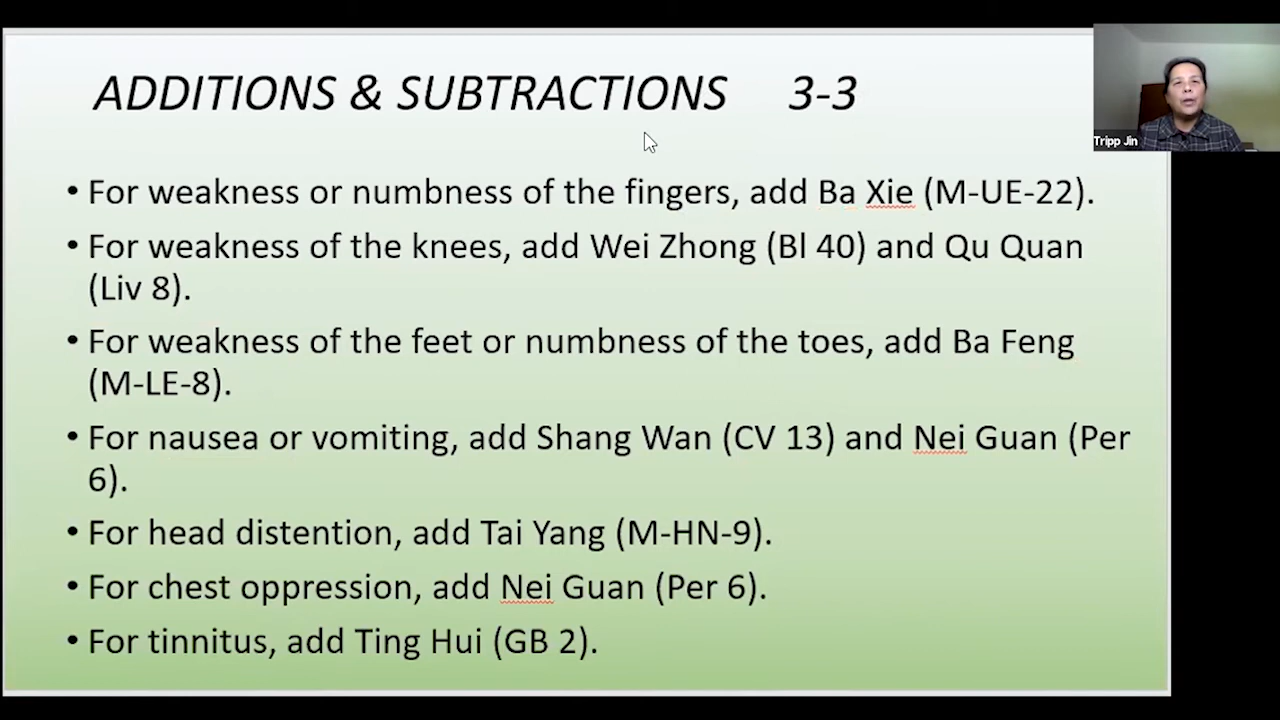 ADDITIONS & SUBTRACTIONS 3-3
Tripp Jin
• For weakness or numbness of the fingers, add Ba Xie (M-UE-22).
• For weakness of the knees, add Wei Zhong (Bl 40) and Qu Quan
(Liv 8).
• For weakness of the feet or numbness of the toes, add Ba Feng
(M-LE-8).
• For nausea or vomiting, add Shang Wan (CV 13) and Nei Guan (Per
6).
• For head distention, add Tai Yang (M-HN-9).
• For chest oppression, add Nei Guan (Per 6).
• For tinnitus, add Ting Hui (GB 2).